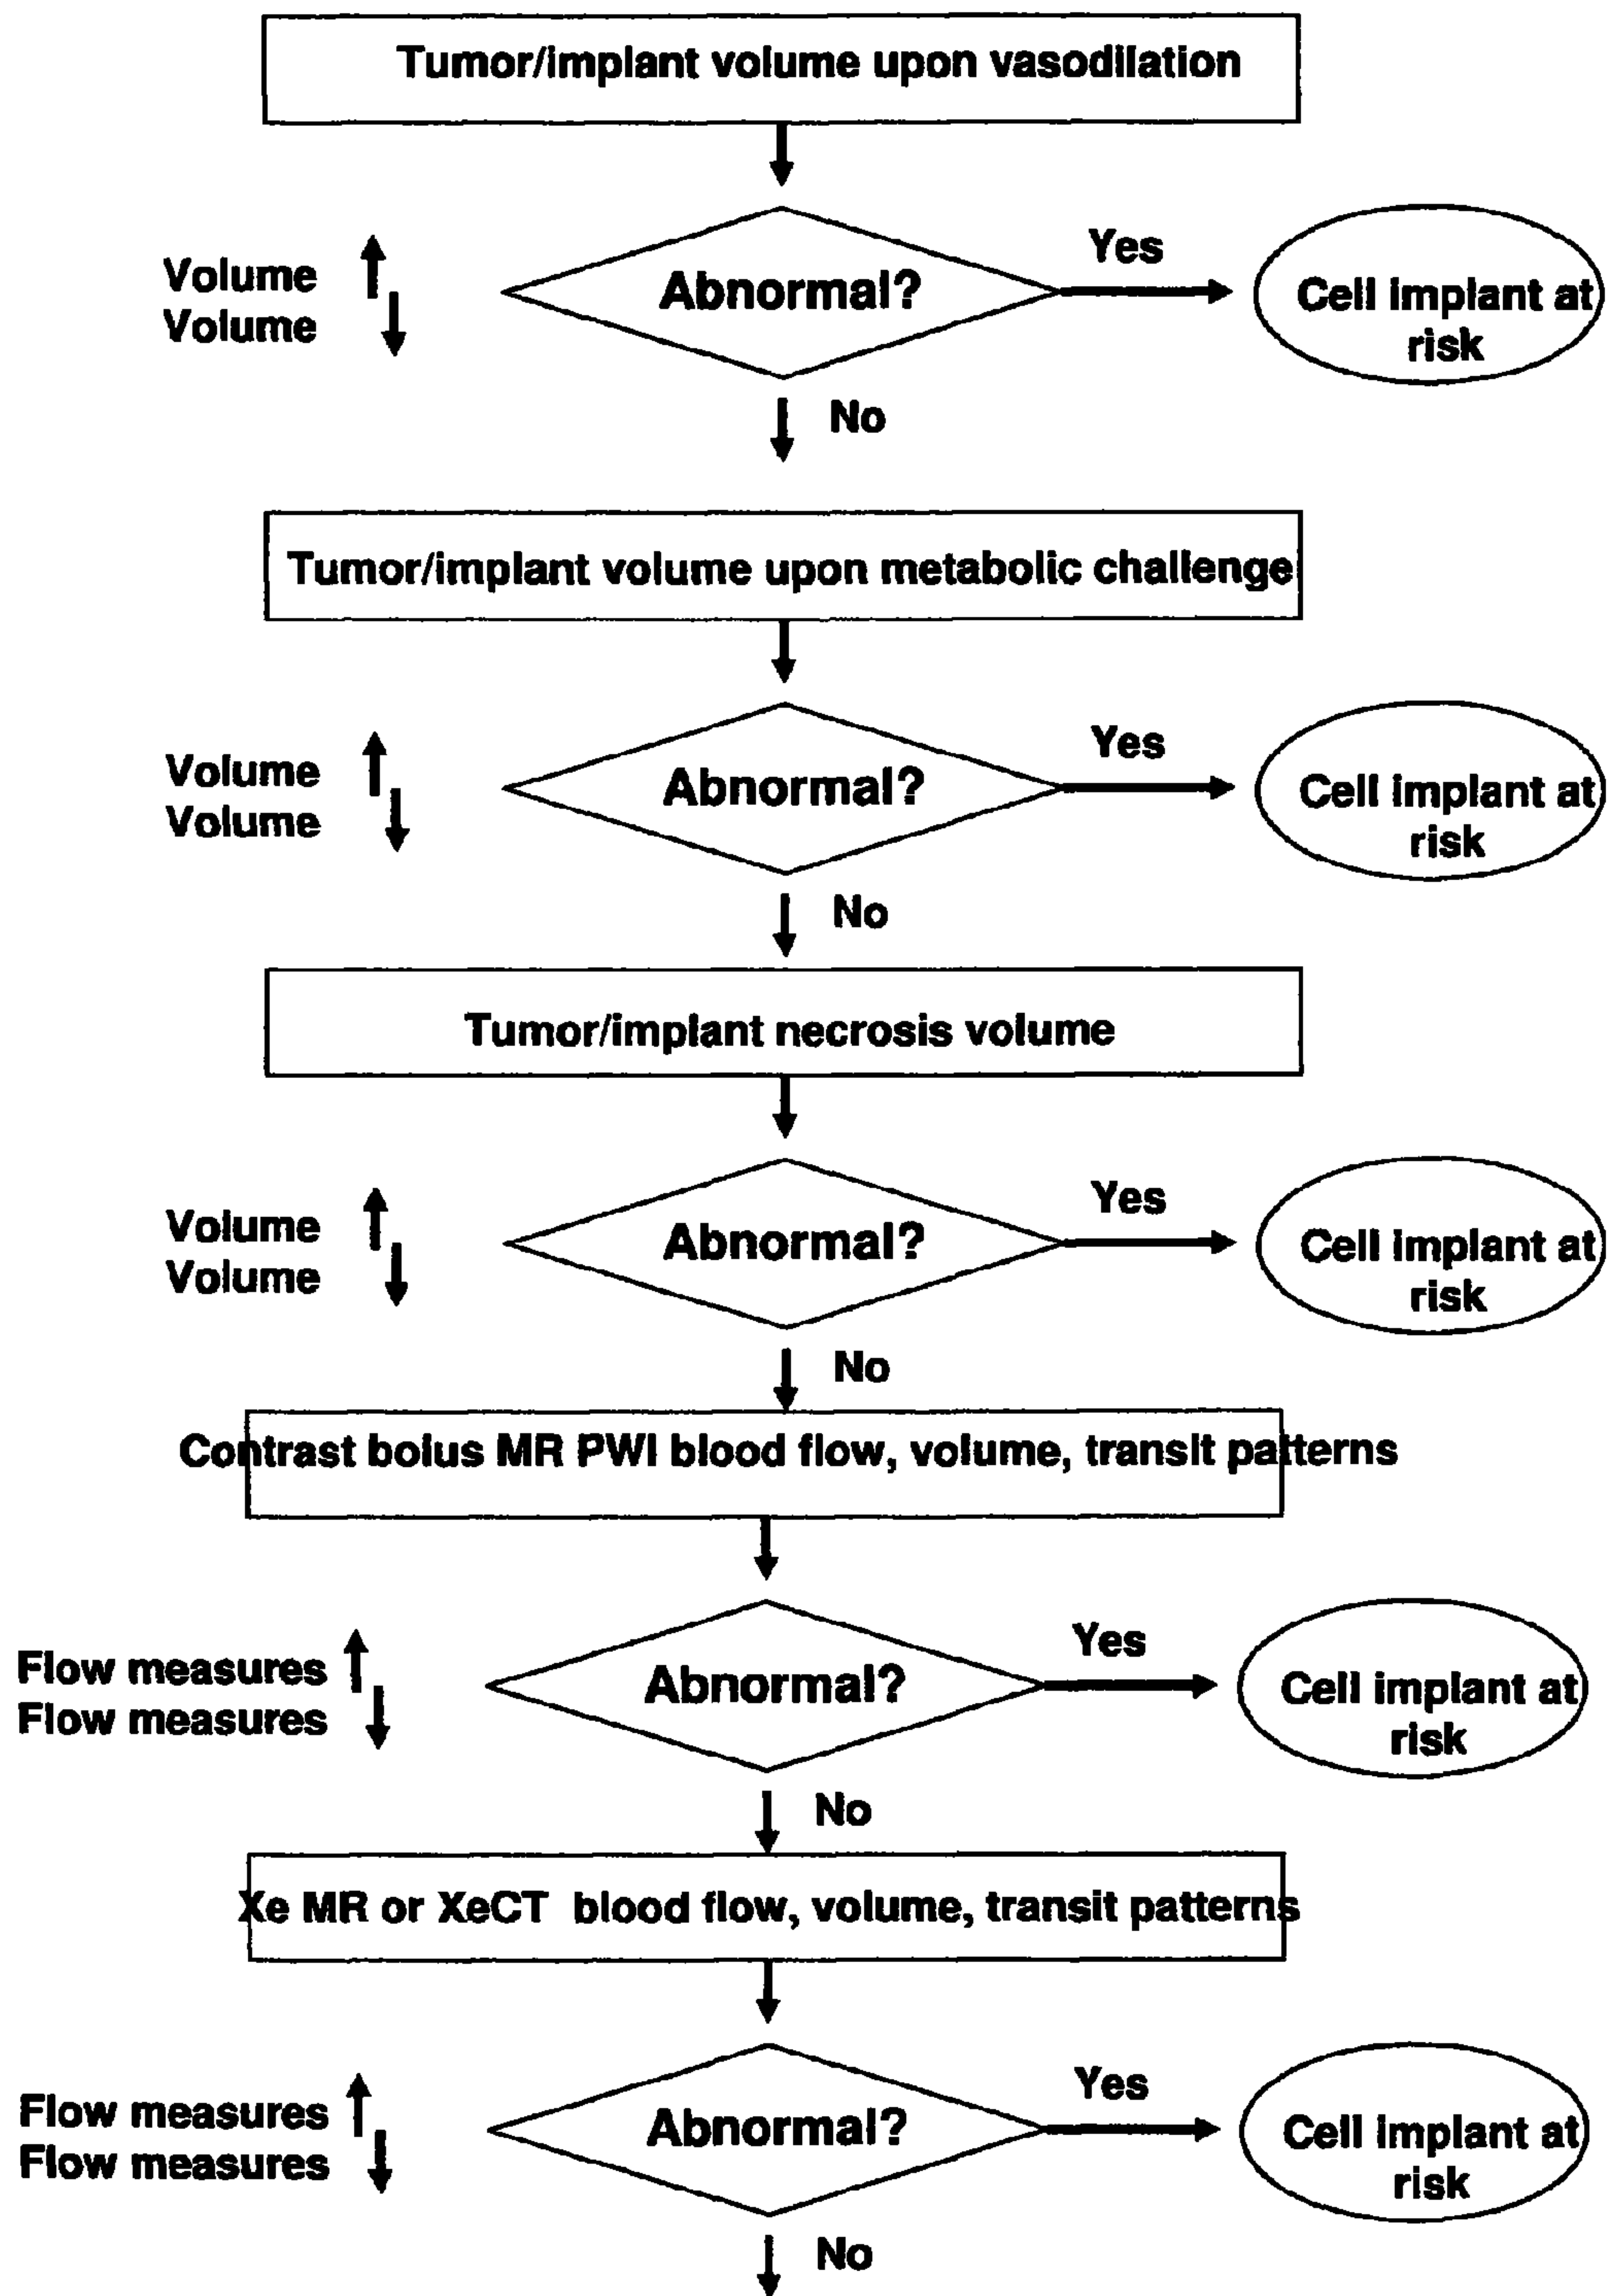 Tumor/implant volume upon vasodilation
Yes
Volume
Volume
Abnormal?
Cell implant at
risk
No
Tumor/implant volume upon metabolic challenge
Yes
Volume
Volume
Abnormal?
Cell implant at
risk
No
Tumor/implant necrosis volume
Yes
Volume
Volume
Abnormal?
Cell implant at
risk
No
Contrast bolus MR PWI blood flow, volume, transit patterns
Yes
Flow measures
Flow measures
Abnormal?
Cell implant at
risk
No
Xe MR or XeCT blood flow, volume, transit patterns
Yes
Flow measures
Flow measures
Abnormal?
Cell implant at
risk
No